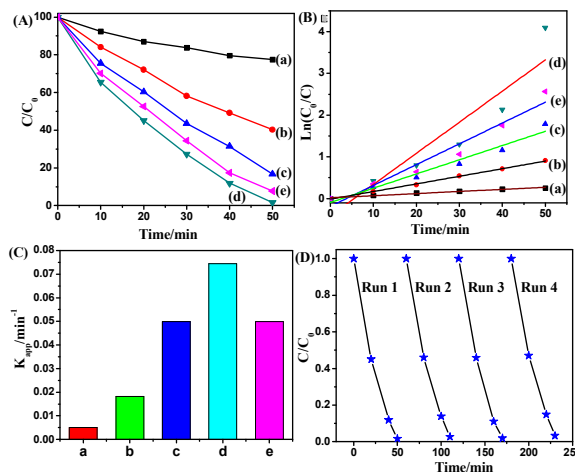 (A)
100
80
60
40
20
0
C/C0
(a)
(b)
(c)
(e)
(d)
0 10 20 30 40 50
Time/min
(B)
4
3
2
1
0
Ln(C0/C)
(d)
(e)
(c)
(b)
(a)
0 10 20 30 40 50
Time/min
(C)
0.08
0.07
0.06
0.05
0.04
0.03
0.02
0.01
0.00
Kapp/min-1
a b c d e
(D)
1.0
0.8
0.6
0.4
0.2
0.0
C/C0
Run 1 Run 2 Run 3 Run 4
0 50 100 150 200 250
Time/min